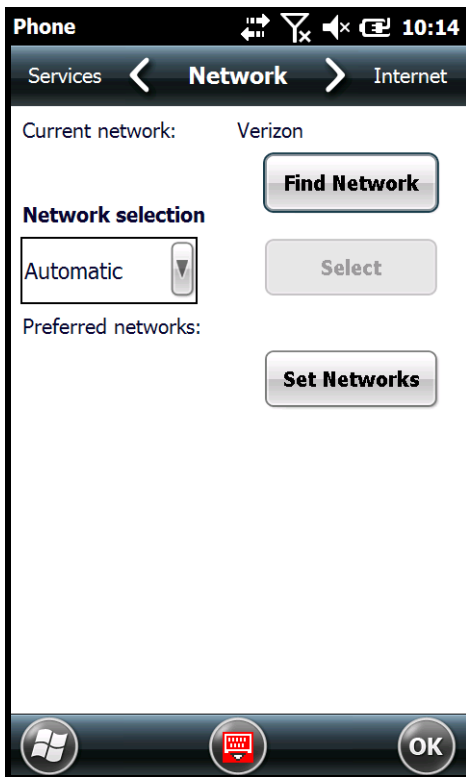 Phone 10:14
Services Network Internet
Current network: Verizon
Find Network
Network selection
Automatic
Select
Preferred networks:
Set Networks
OK